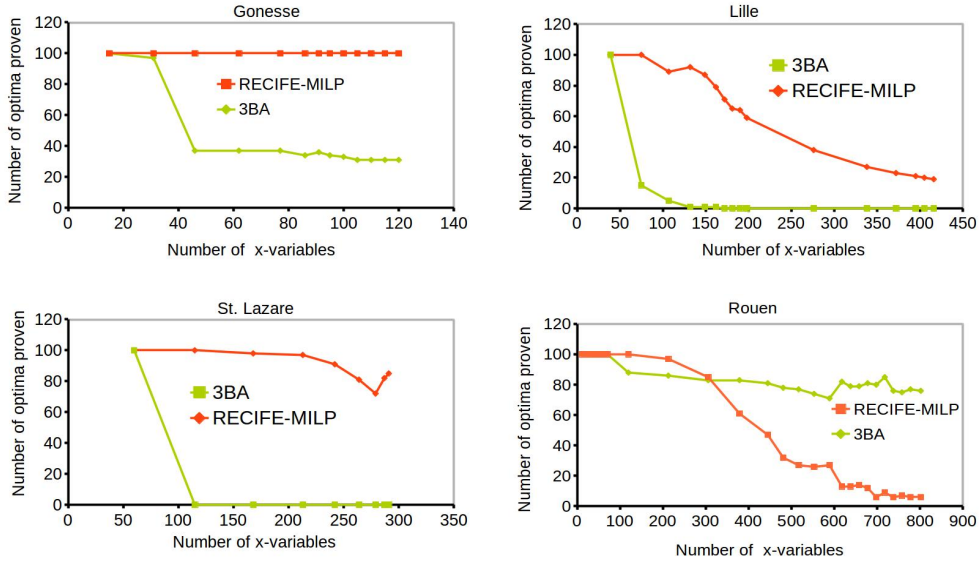 Gonesse
120
100
80
60
40
20
0
0 20 40 60 80 100 120 140
Number of optima proven
Number of x-variables
RECIFE-MILP
3BA
Lille
120
100
80
60
40
20
0
0 50 100 150 200 250 300 350 400 450
Number of optima proven
Number of x-variables
3BA
RECIFE-MILP
St. Lazare
120
100
80
60
40
20
0
0 50 100 150 200 250 300 350
Number of optima proven
Number of x-variables
3BA
RECIFE-MILP
Rouen
120
100
80
60
40
20
0
0 100 200 300 400 500 600 700 800 900
Number of optima proven
Number of x-variables
RECIFE-MILP
3BA